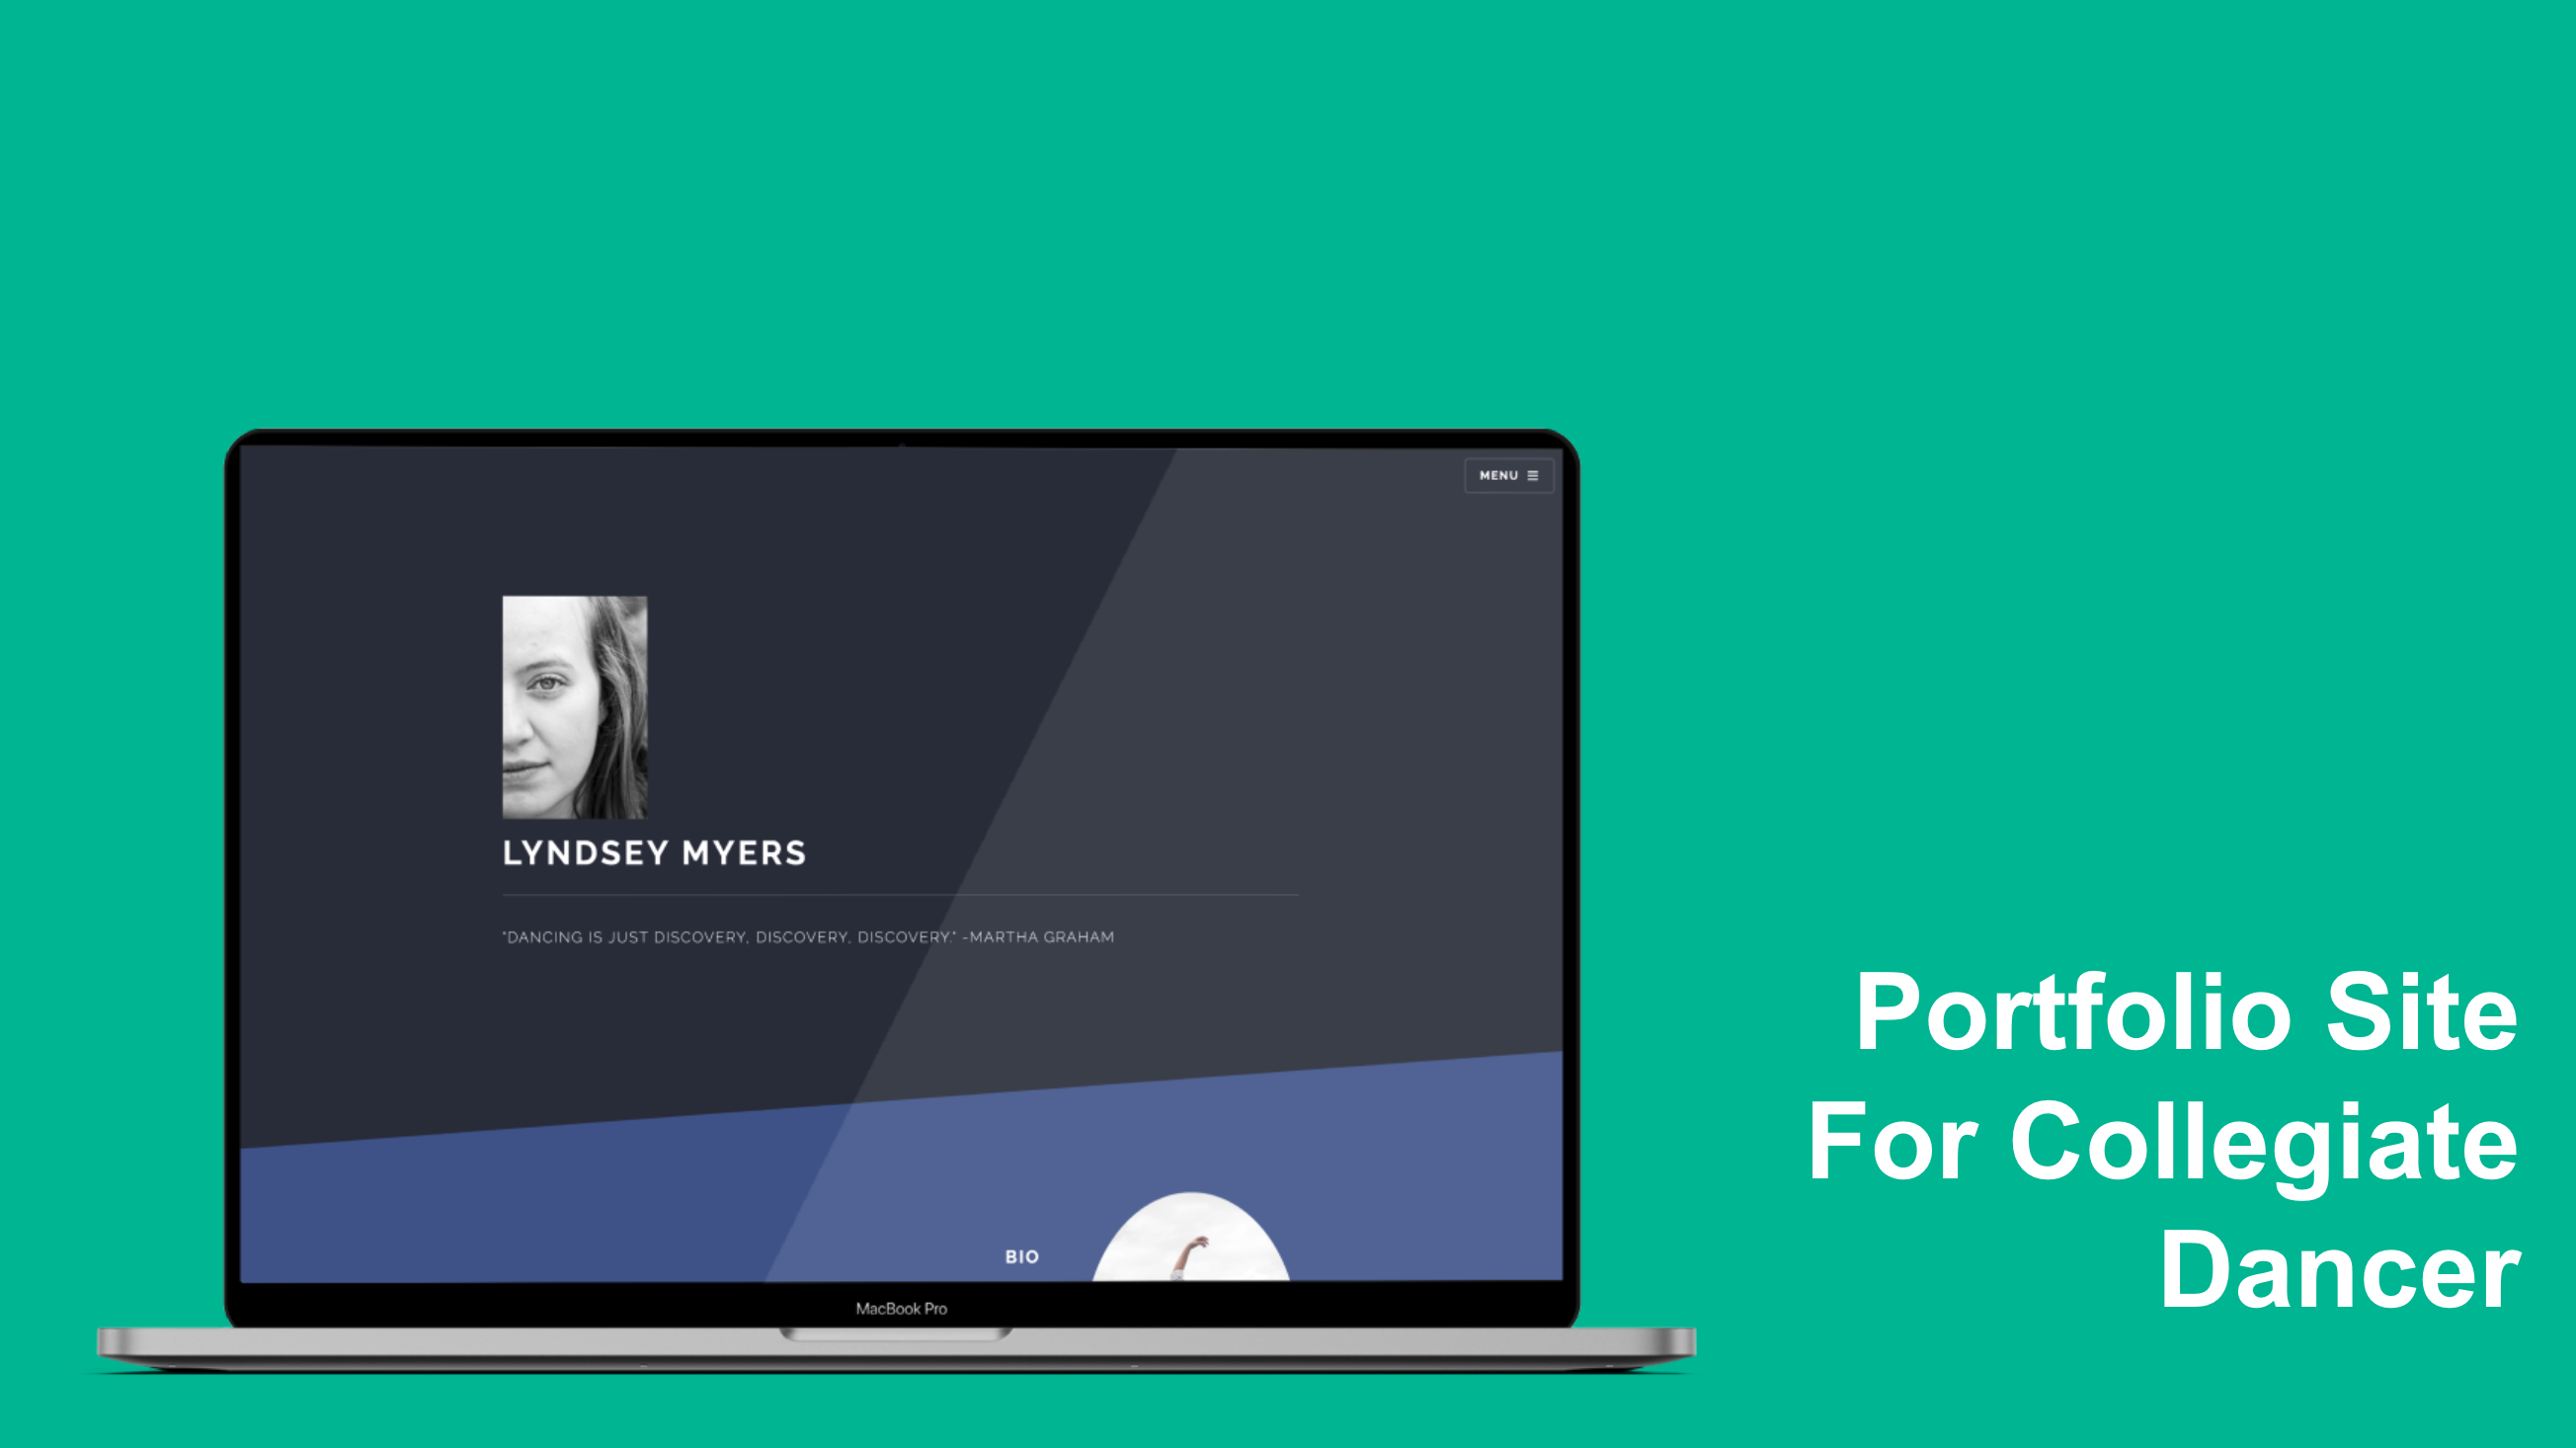 MENU
LYNDSEY MYERS
"DANCING IS JUST DISCOVERY, DISCOVERY, DISCOVERY." -MARTHA GRAHAM
BIO
MacBook Pro
Portfolio Site
For Collegiate
Dancer